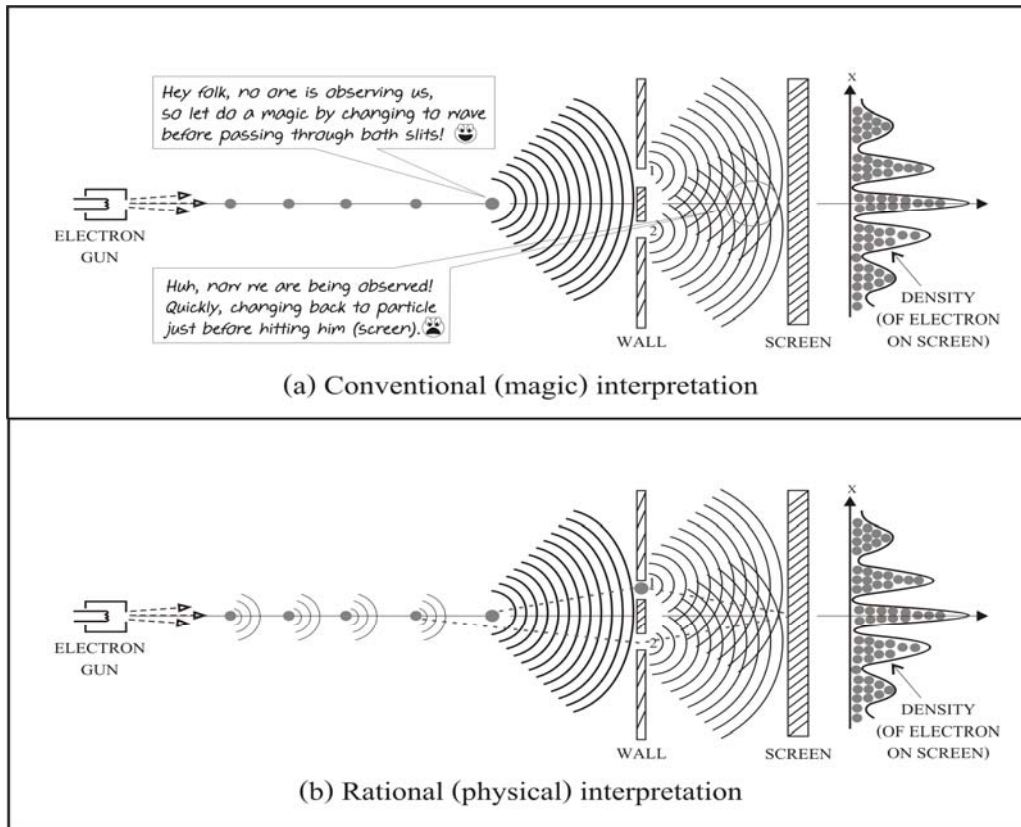 Hey folk, no one is observing us,
so let do a magic by changing to wave
before passing through both slits!
X
1
2
ELECTRON
GUN
Huh, now we are being observed!
Quickly, changing back to particle
just before hitting him (screen).
WALL
SCREEN
DENSITY
(OF ELECTRON
ON SCREEN)
(a) Conventional (magic) interpretation
X
1
2
ELECTRON
GUN
WALL
SCREEN
DENSITY
(OF ELECTRON
ON SCREEN)
(b) Rational (physical) interpretation